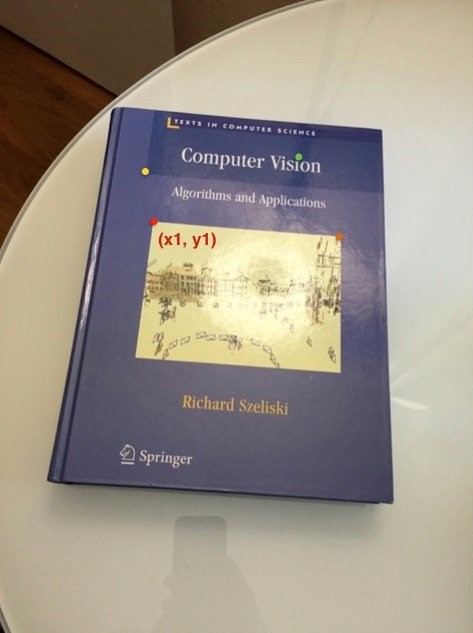 TEXTS IN COMPUTER SCIENCE
Computer Vision
Algorithms and Applications
(x1, y1)
Richard Szeliski
Springer